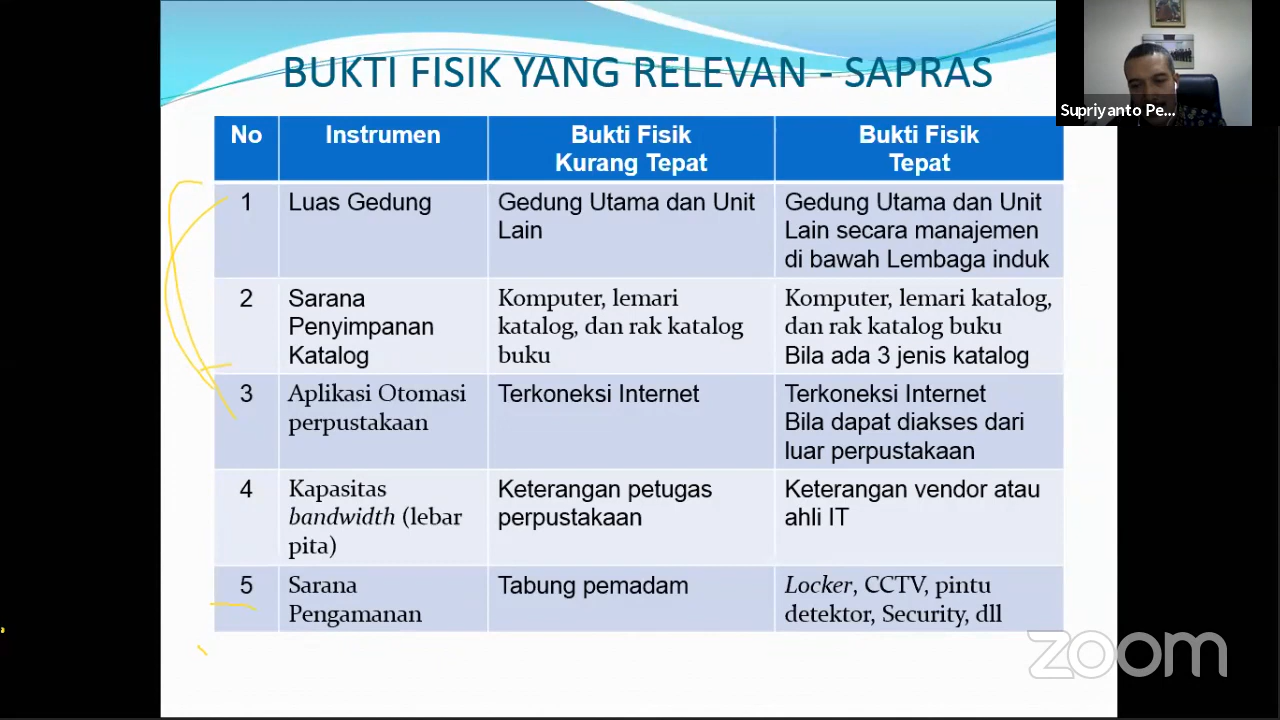 BUKTI FISIK YANG RELEVAN - SAPRAS
Supriyanto Pe...
No
Instrumen
Bukti Fisik
Kurang Tepat
Bukti Fisik
Tepat
1
Luas Gedung
Gedung Utama dan Unit
Lain
Gedung Utama dan Unit
Lain secara manajemen
di bawah Lembaga induk
2
Sarana
Penyimpanan
Katalog
Komputer, lemari
katalog, dan rak katalog
buku
Komputer, lemari katalog,
dan rak katalog buku
Bila ada 3 jenis katalog
3
Aplikasi Otomasi
perpustakaan
Terkoneksi Internet
Terkoneksi Internet
Bila dapat diakses dari
luar perpustakaan
4
Kapasitas
bandwidth (lebar
pita)
Keterangan petugas
perpustakaan
Keterangan vendor atau
ahli IT
5
Sarana
Pengamanan
Tabung pemadam
Locker, CCTV, pintu
detektor, Security, dll
zoom